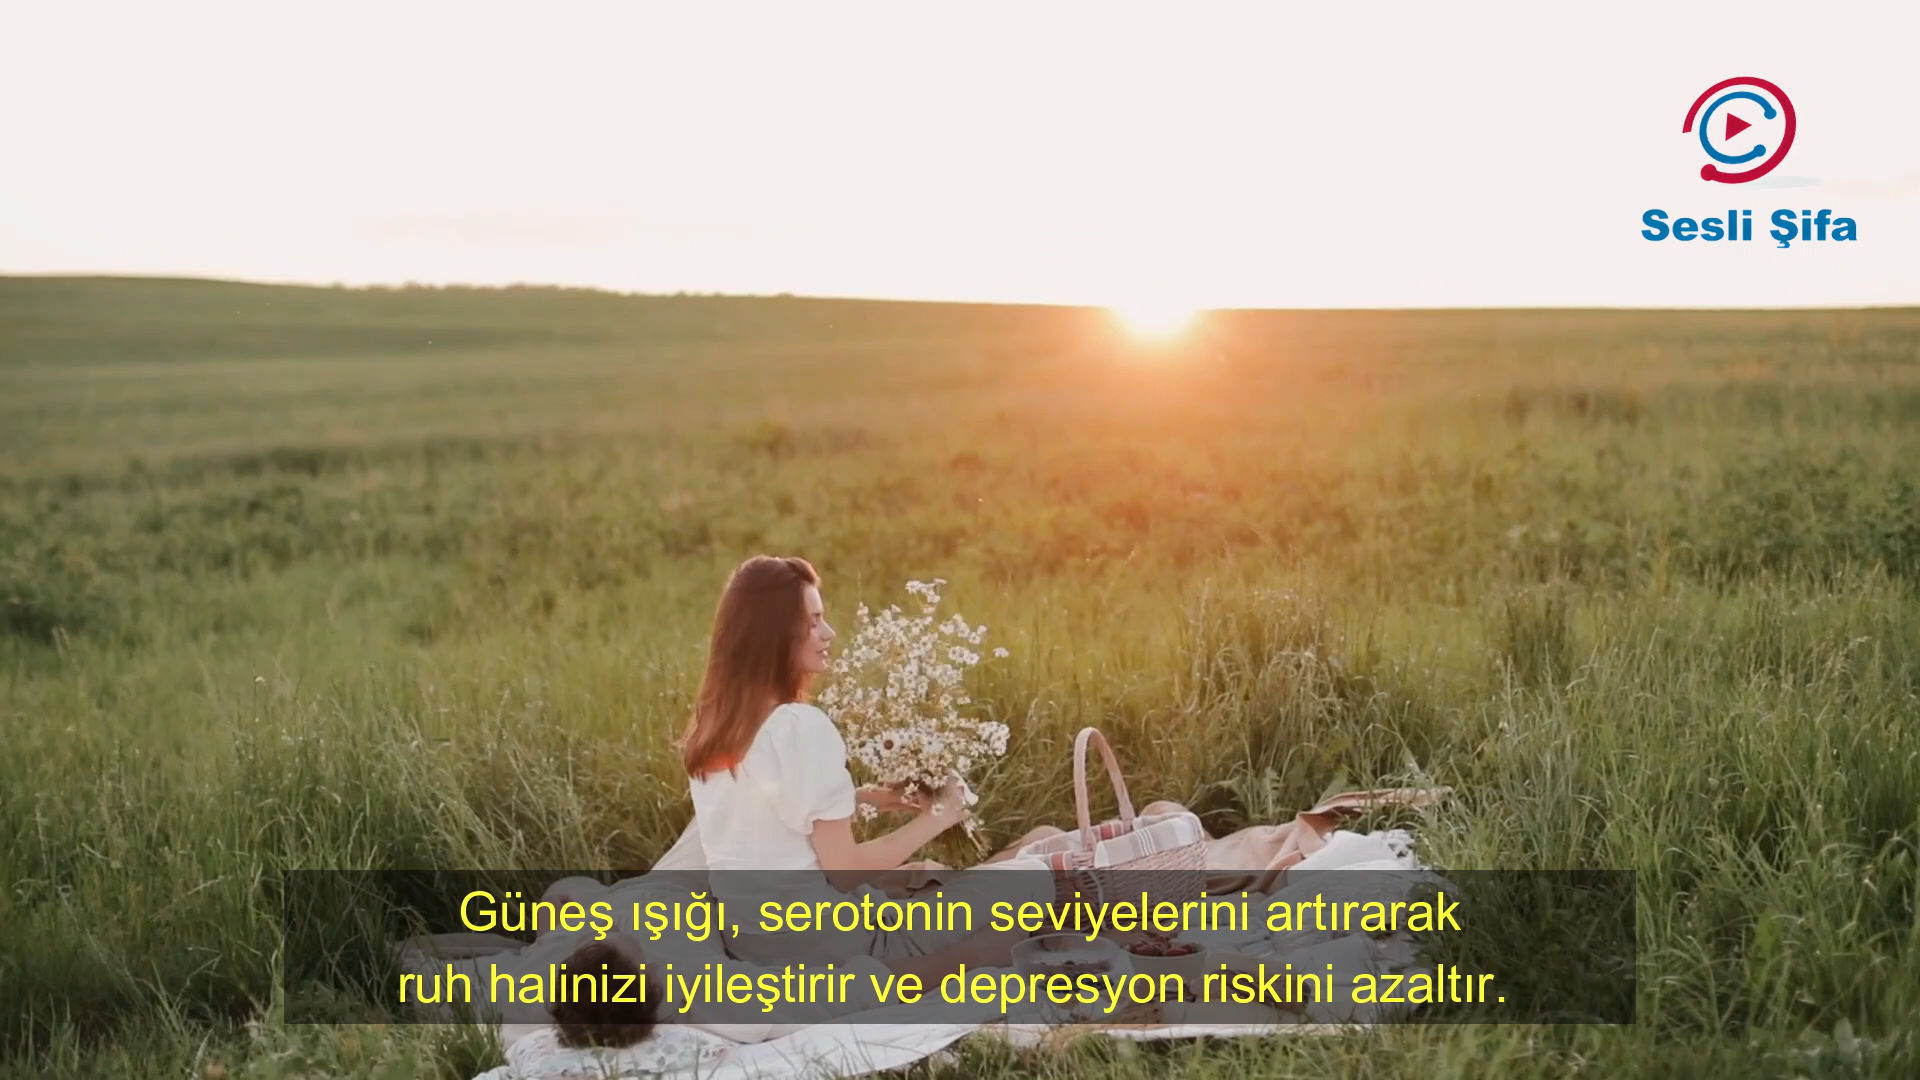 Sesli Şifa
Güneş ışığı, serotonin seviyelerini artırarak
ruh halinizi iyileştirir ve depresyon riskini azaltır.